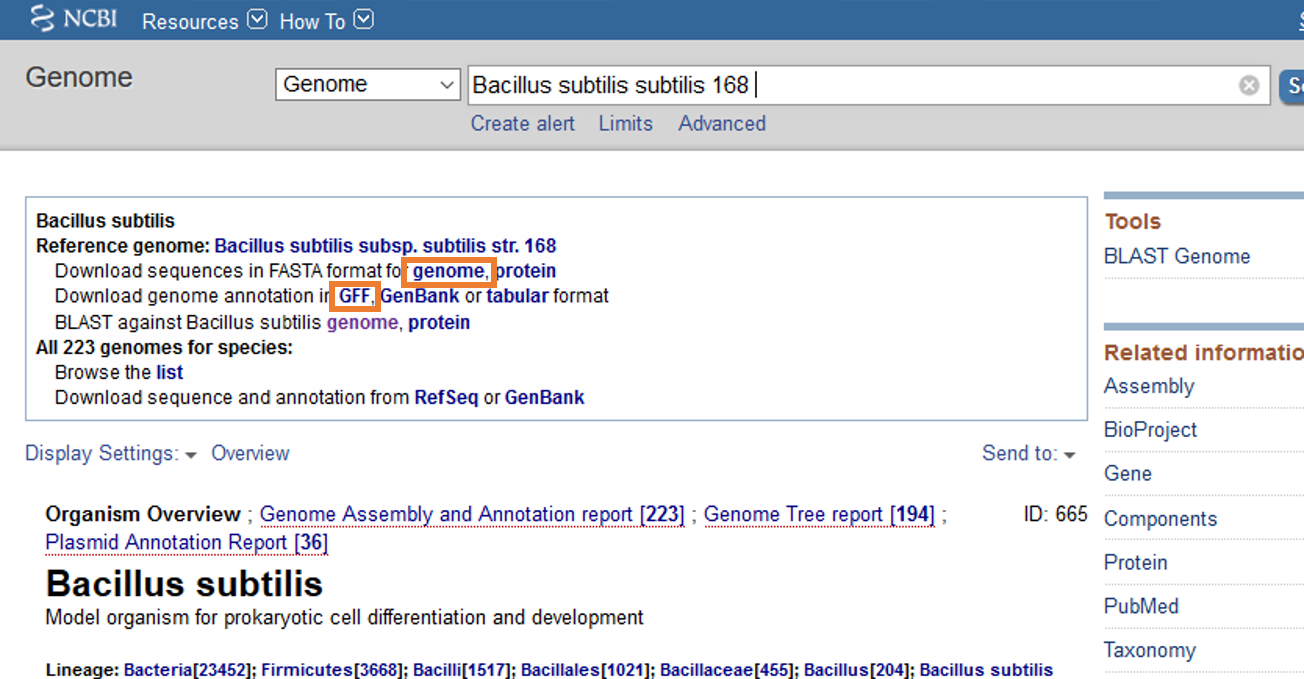 NCBI Resources How To
Genome
Genome
Bacillus subtilis subtilis 168
Create alert Limits Advanced
Bacillus subtilis
Reference genome: Bacillus subtilis subsp. subtilis str. 168
Download sequences in FASTA format for genome, protein
Download genome annotation in GFF, GenBank or tabular format
BLAST against Bacillus subtilis genome, protein
All 223 genomes for species:
Browse the list
Download sequence and annotation from RefSeq or GenBank
Tools
BLAST Genome
Related informatio
Assembly
BioProject
Gene
Components
Protein
PubMed
Taxonomy
Display Settings: Overview
Send to:
Organism Overview ; Genome Assembly and Annotation report [223] ; Genome Tree report [194] ;
Plasmid Annotation Report [36]
ID: 665
Bacillus subtilis
Model organism for prokaryotic cell differentiation and development
Lineage: Bacteria[23452]; Firmicutes[3668]; Bacilli[1517]; Bacillales[1021]; Bacillaceae[455]; Bacillus[204]; Bacillus subtilis